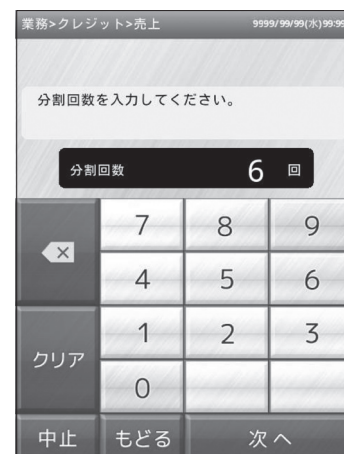 業務>クレジット>売上 9999/99/99(水)99:99
分割回数を入力してください。
分割回数 6 回
7 8 9
4 5 6
クリア 1 2 3
0
中止 もどる 次へ